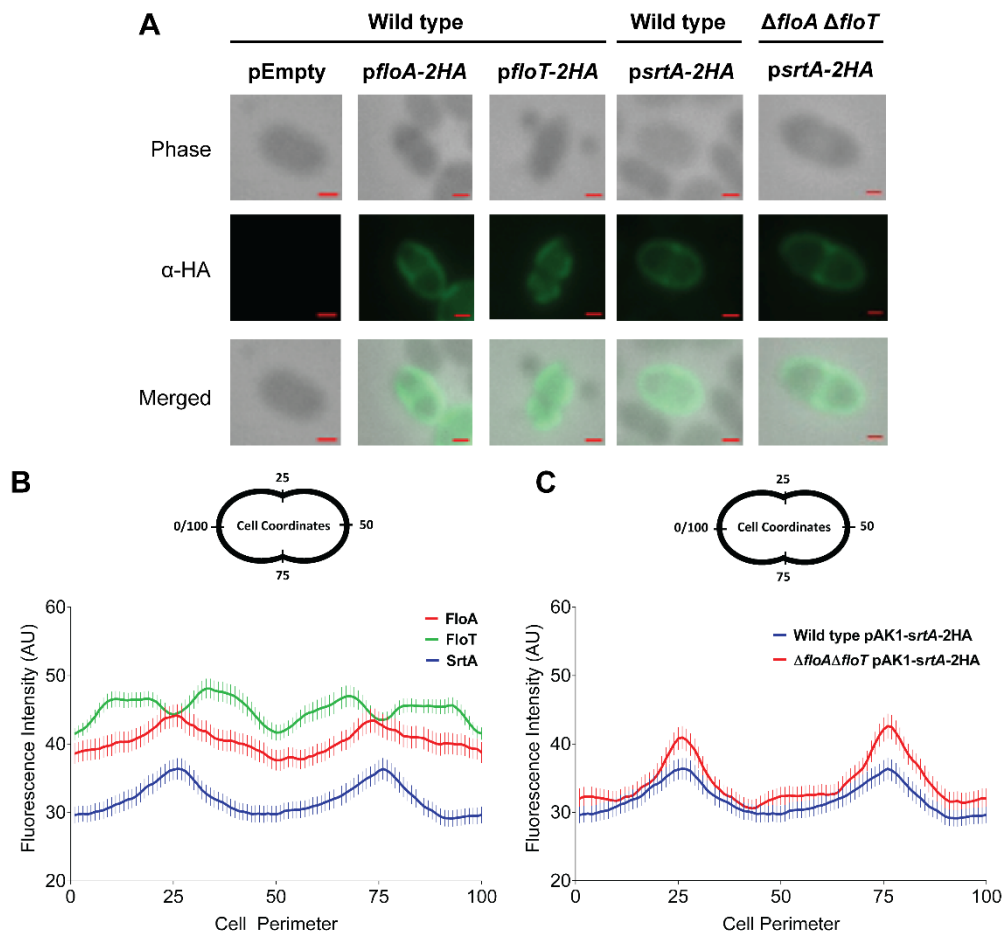 A
Wild type Wild type ΔfloA ΔfloT
pEmpty pfloA-2HA pfloT-2HA psrtA-2HA psrtA-2HA
Phase
α-HA
Merged
B
25
0/100 Cell Coordinates 50
75
60
50
40
30
20
Fluorescence Intensity (AU)
FloA
FloT
SrtA
0 25 50 75 100
Cell Perimeter
C
25
0/100 Cell Coordinates 50
75
60
50
40
30
20
Fluorescence Intensity (AU)
Wild type pAK1-srtA-2HA
ΔfloAΔfloT pAK1-srtA-2HA
0 25 50 75 100
Cell Perimeter